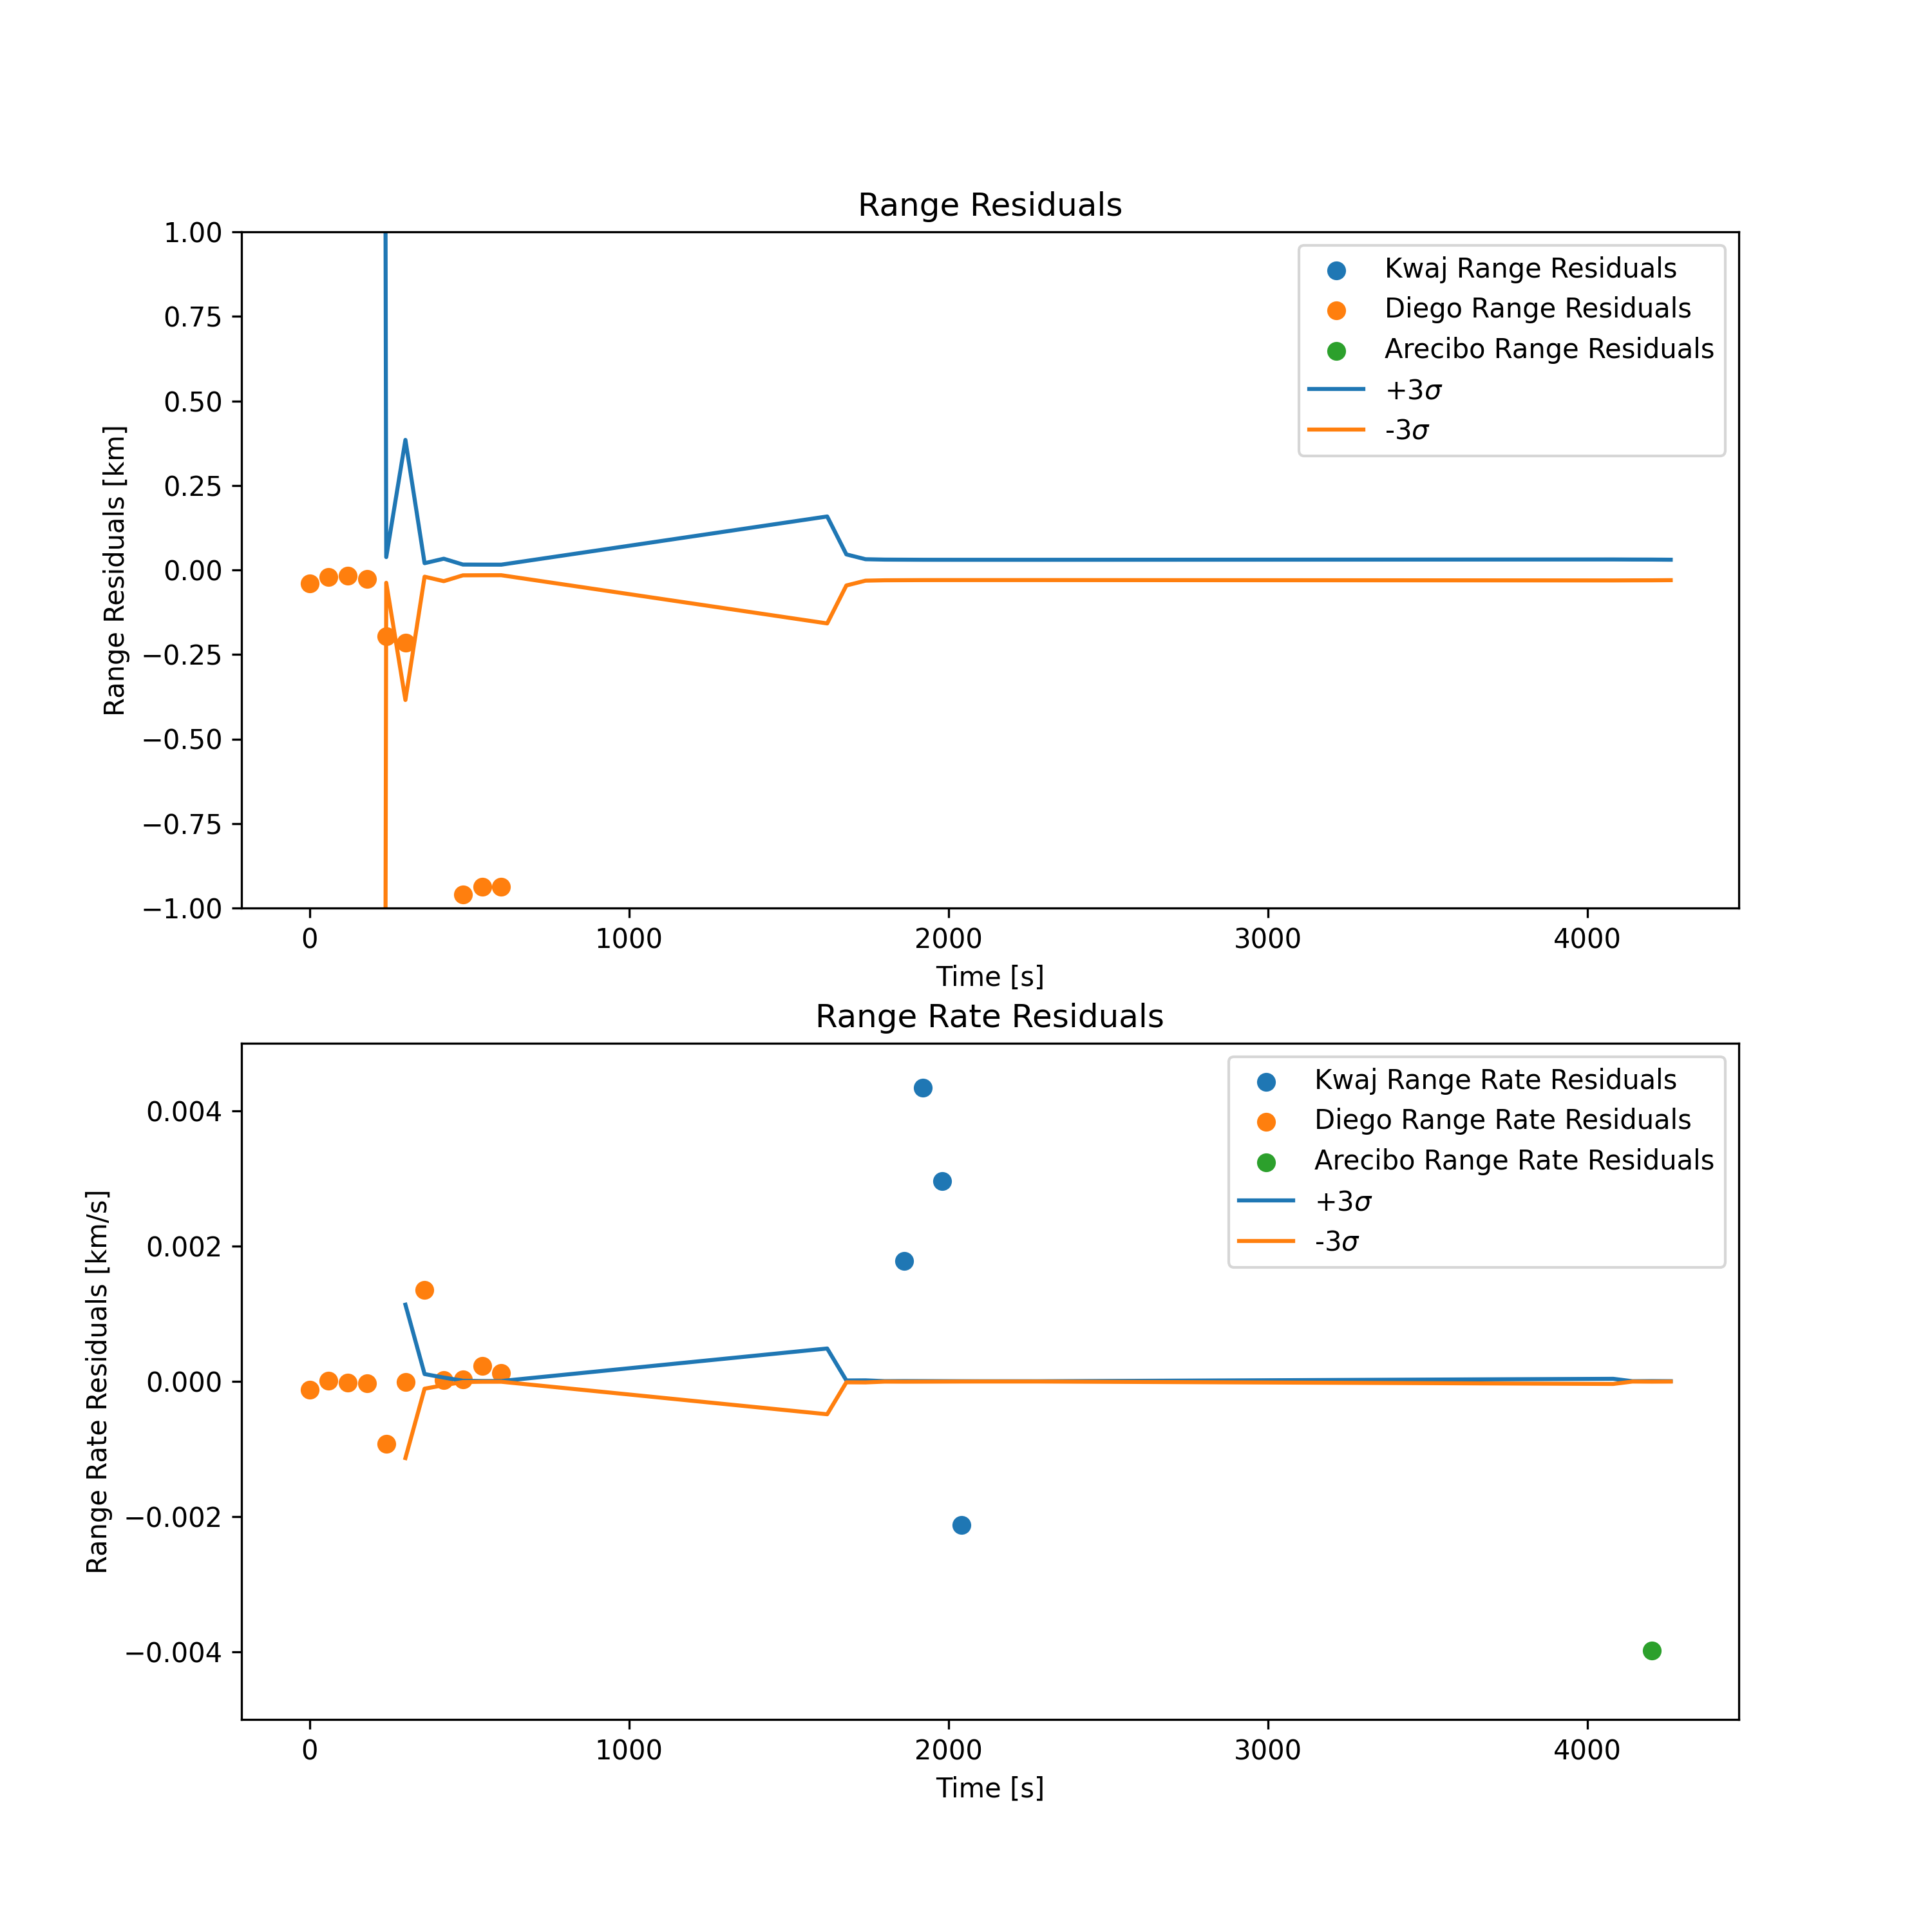 Range Residuals
1.00
0.75
0.50
0.25
0.00
−0.25
−0.50
−0.75
−1.00
Range Residuals [km]
Kwaj Range Residuals
Diego Range Residuals
Arecibo Range Residuals
+3σ
-3σ
0 1000 2000 3000 4000
Time [s]
Range Rate Residuals
0.004
0.002
0.000
−0.002
−0.004
Range Rate Residuals [km/s]
Kwaj Range Rate Residuals
Diego Range Rate Residuals
Arecibo Range Rate Residuals
+3σ
-3σ
0 1000 2000 3000 4000
Time [s]